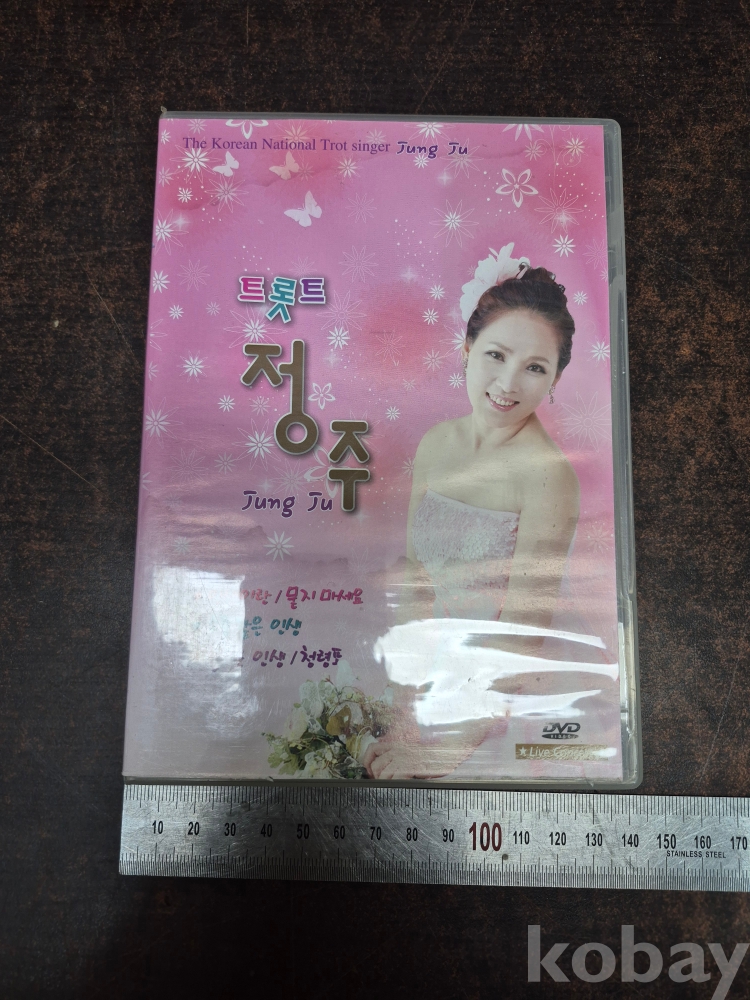 The Korean National Trot singer Jung Ju
트롯트
정주
Jung Ju
/ 묻지 마세요
인생
인생 / 청령포
DVD
VIDEO
★Live Concert
10 20 30 40 50 60 70 80 90 100 110 120 130 140 150 160 170
STAINLESS STEEL
kobay